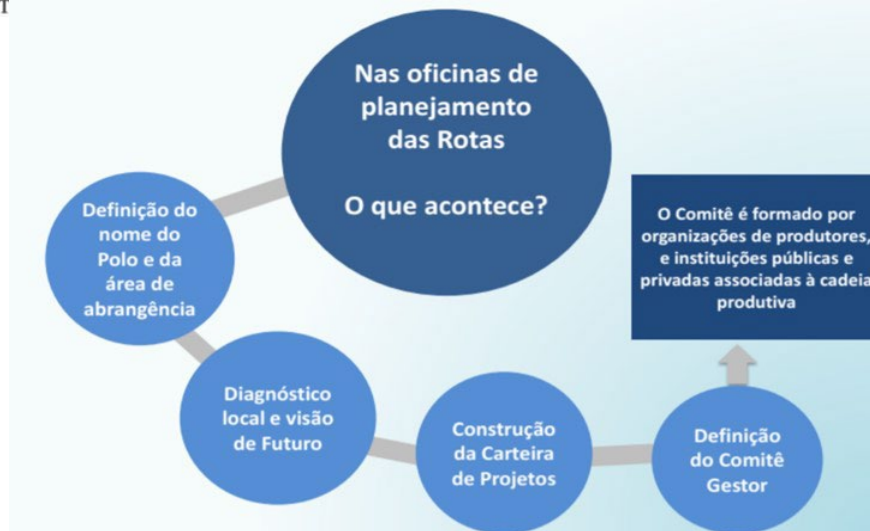 T
Nas oficinas de
planejamento
das Rotas
O que acontece?
Definição do
nome do
Polo e da
área de
abrangência
Diagnóstico
local e visão
de Futuro
Construção
da Carteira
de Projetos
Definição
do Comitê
Gestor
O Comitê é formado por
organizações de produtores,
e instituições públicas e
privadas associadas à cadeia
produtiva